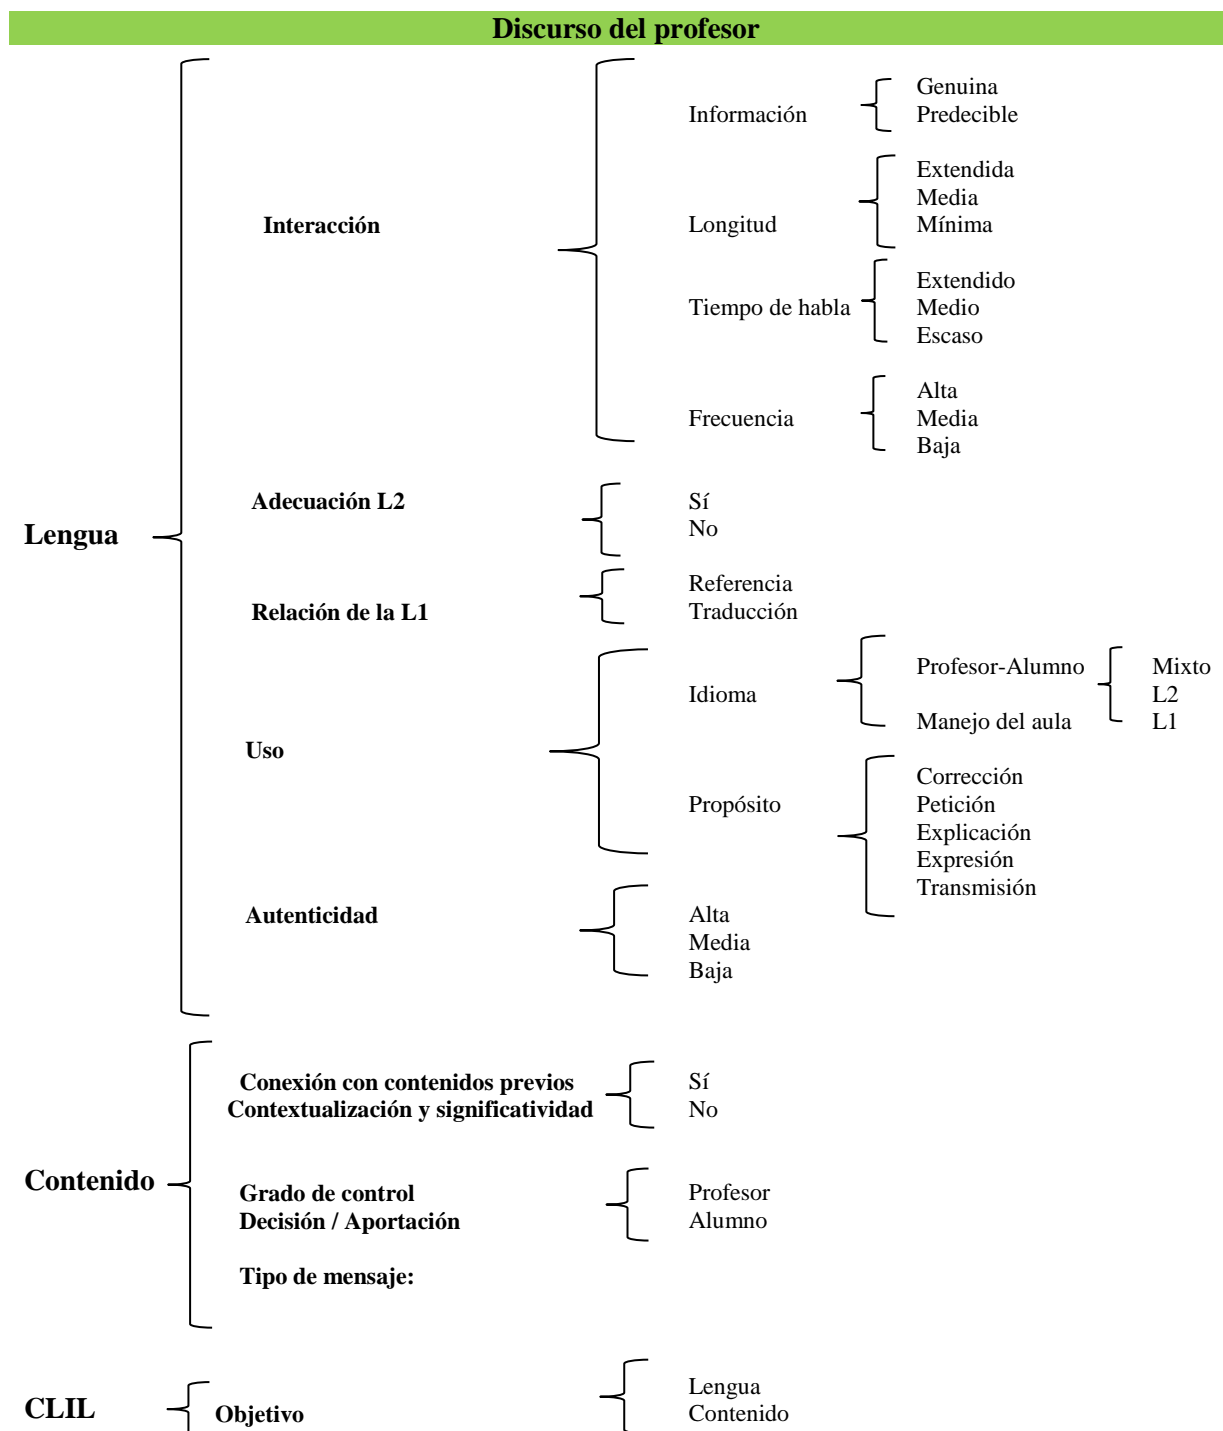 Discurso del profesor
Genuina
Información
Predecible
Extendida
Media
Interacción
Longitud
Mínima
Extendido
Tiempo de habla
Medio
Escaso
Alta
Frecuencia
Media
Baja
Adecuación L2
Sí
No
Lengua
Referencia
Relación de la L1
Traducción
Profesor-Alumno
Mixto
Idioma
L2
Manejo del aula
L1
Uso
Corrección
Propósito
Petición
Explicación
Expresión
Transmisión
Autenticidad
Alta
Media
Baja
Conexión con contenidos previos
Sí
Contextualización y significatividad
No
Contenido
Grado de control
Profesor
Decisión / Aportación
Alumno
Tipo de mensaje:
CLIL
Objetivo
Lengua
Contenido